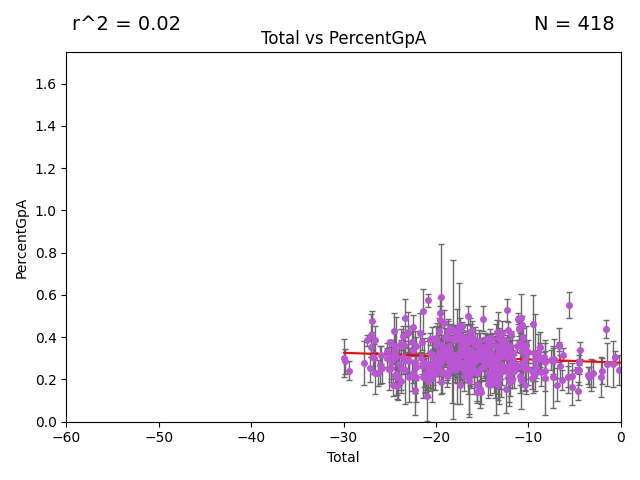 r^2 = 0.02
N = 418
Total vs PercentGpA
PercentGpA
1.6
1.4
1.2
1.0
0.8
0.6
0.4
0.2
0.0
−60 −50 −40 −30 −20 −10 0
Total